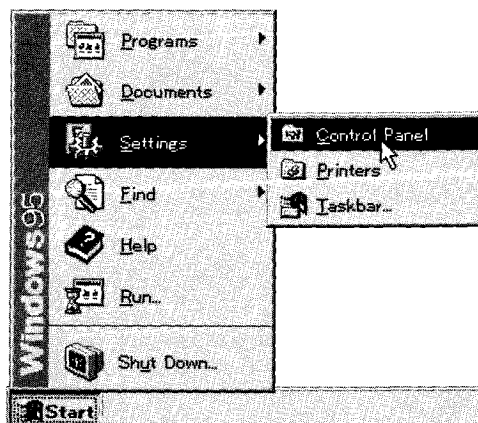 Programs
Documents
Settings
Find
Help
Run...
Shut Down...
Control Panel
Printers
Taskbar...
Windows95
Start